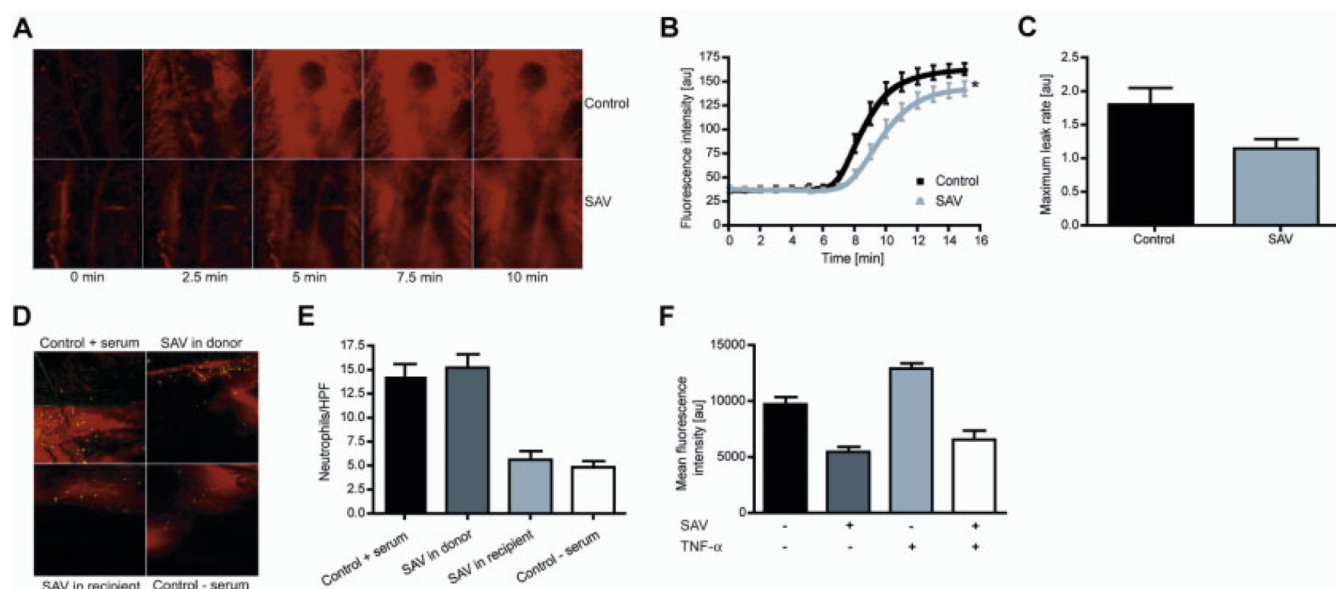 A
Control
SAV
0 min
2.5 min
5 min
7.5 min
10 min
B
Fluorescence intensity [au]
175
150
125
100
75
50
25
0
2
4
6
8
10
12
14
16
Time [min]
Control
SAV
*
C
Maximum leak rate [au]
2.5
2.0
1.5
1.0
0.5
0.0
Control
SAV
D
Control + serum
SAV in donor
SAV in recipient
Control - serum
E
Neutrophils/HPF
17.5
15.0
12.5
10.0
7.5
5.0
2.5
0.0
Control + serum
SAV in donor
SAV in recipient
Control - serum
F
Mean fluorescence
intensity [au]
15000
10000
5000
0
SAV - + - +
TNF-α - - + +